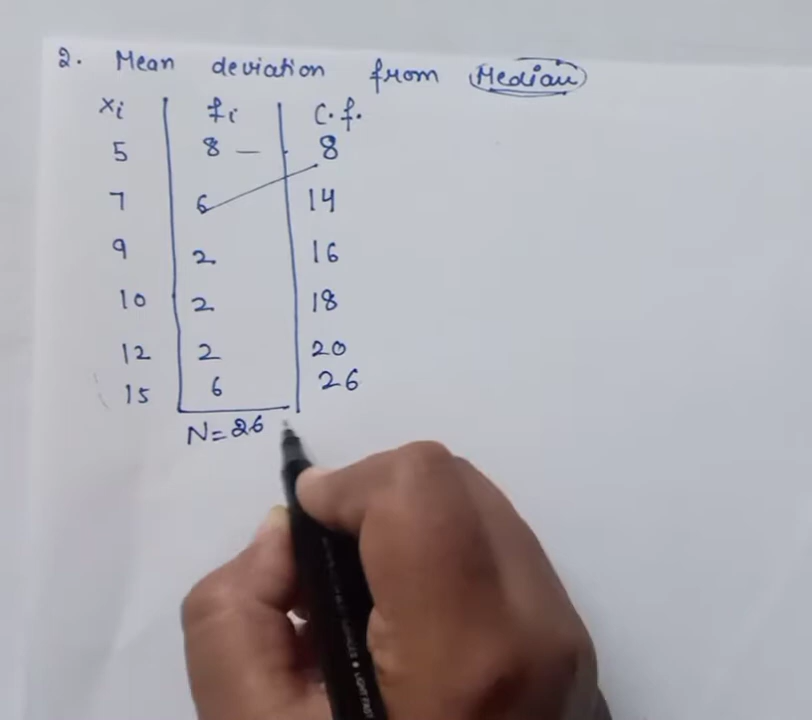 2. Mean deviation from Median
xi fi C.f.
5 8 — 8
7 6 14
9 2 16
10 2 18
12 2 20
15 6 26
N=26